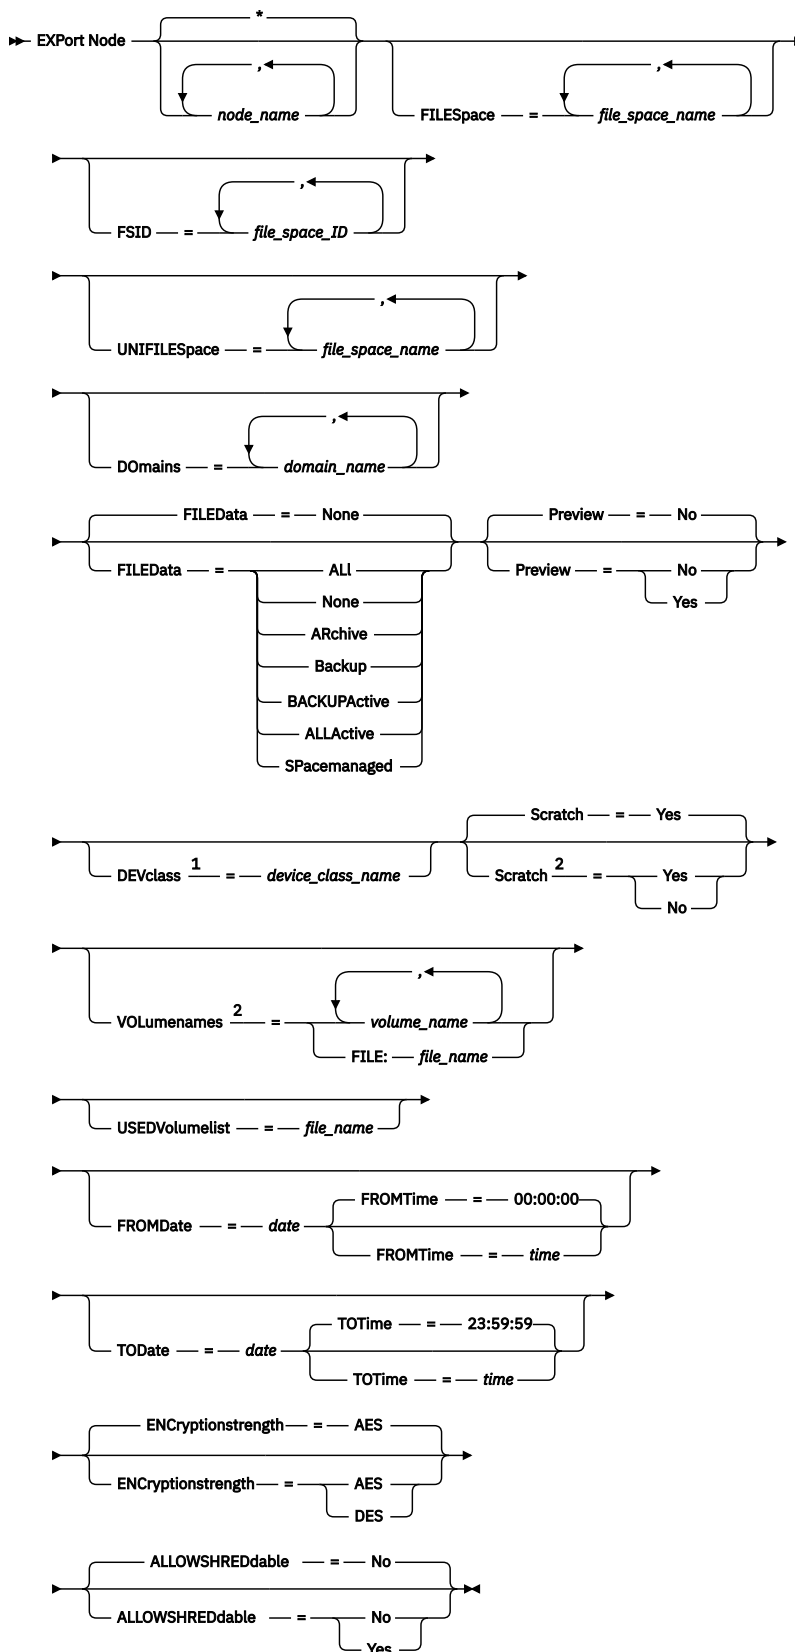 *
EXPort Node
,
,
node_name
FILESpace = file_space_name
,
FSID = file_space_ID
,
UNIFILESpace = file_space_name
,
DOmains = domain_name
FILEData = None
Preview = No
FILEData = ALl
Preview = No
None
Yes
ARchive
Backup
BACKUPActive
ALLActive
SPacemanaged
Scratch = Yes
DEVclass 1 = device_class_name
Scratch 2 = Yes
No
,
VOLumenames 2 = volume_name
FILE: file_name
USEDVolumelist = file_name
FROMTime = 00:00:00
FROMDate = date
FROMTime = time
TOTime = 23:59:59
TODate = date
TOTime = time
ENCryptionstrength = AES
ENCryptionstrength = AES
DES
ALLOWSHREDdable = No
ALLOWSHREDdable = No
Yes